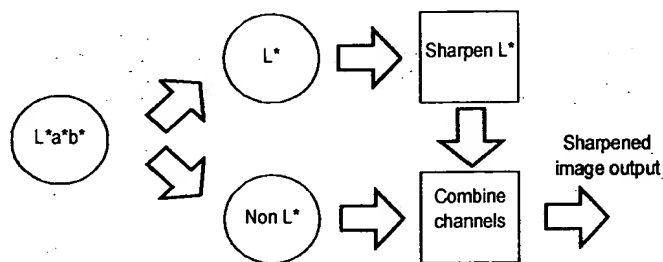 L*
Sharpen L*
L*a*b*
Sharpened
image output
Non L*
Combine
channels